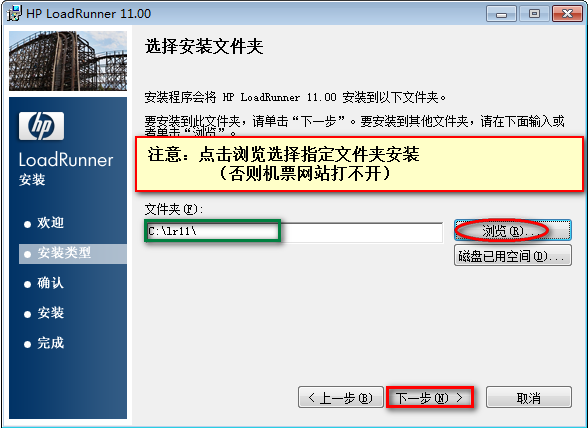 HP LoadRunner 11.00
hp
LoadRunner
安装
欢迎
安装类型
确认
安装
完成
选择安装文件夹
安装程序会将 HP LoadRunner 11.00 安装到以下文件夹。
要安装到此文件夹，请单击“下一步”。要安装到其他文件夹，请在下面输入或
者单击“浏览”。
注意：点击浏览选择指定文件夹安装
（否则机票网站打不开）
文件夹(F):
C:\lr11\
浏览(R)...
磁盘已用空间(D)...
< 上一步(B)
下一步(N) >
取消